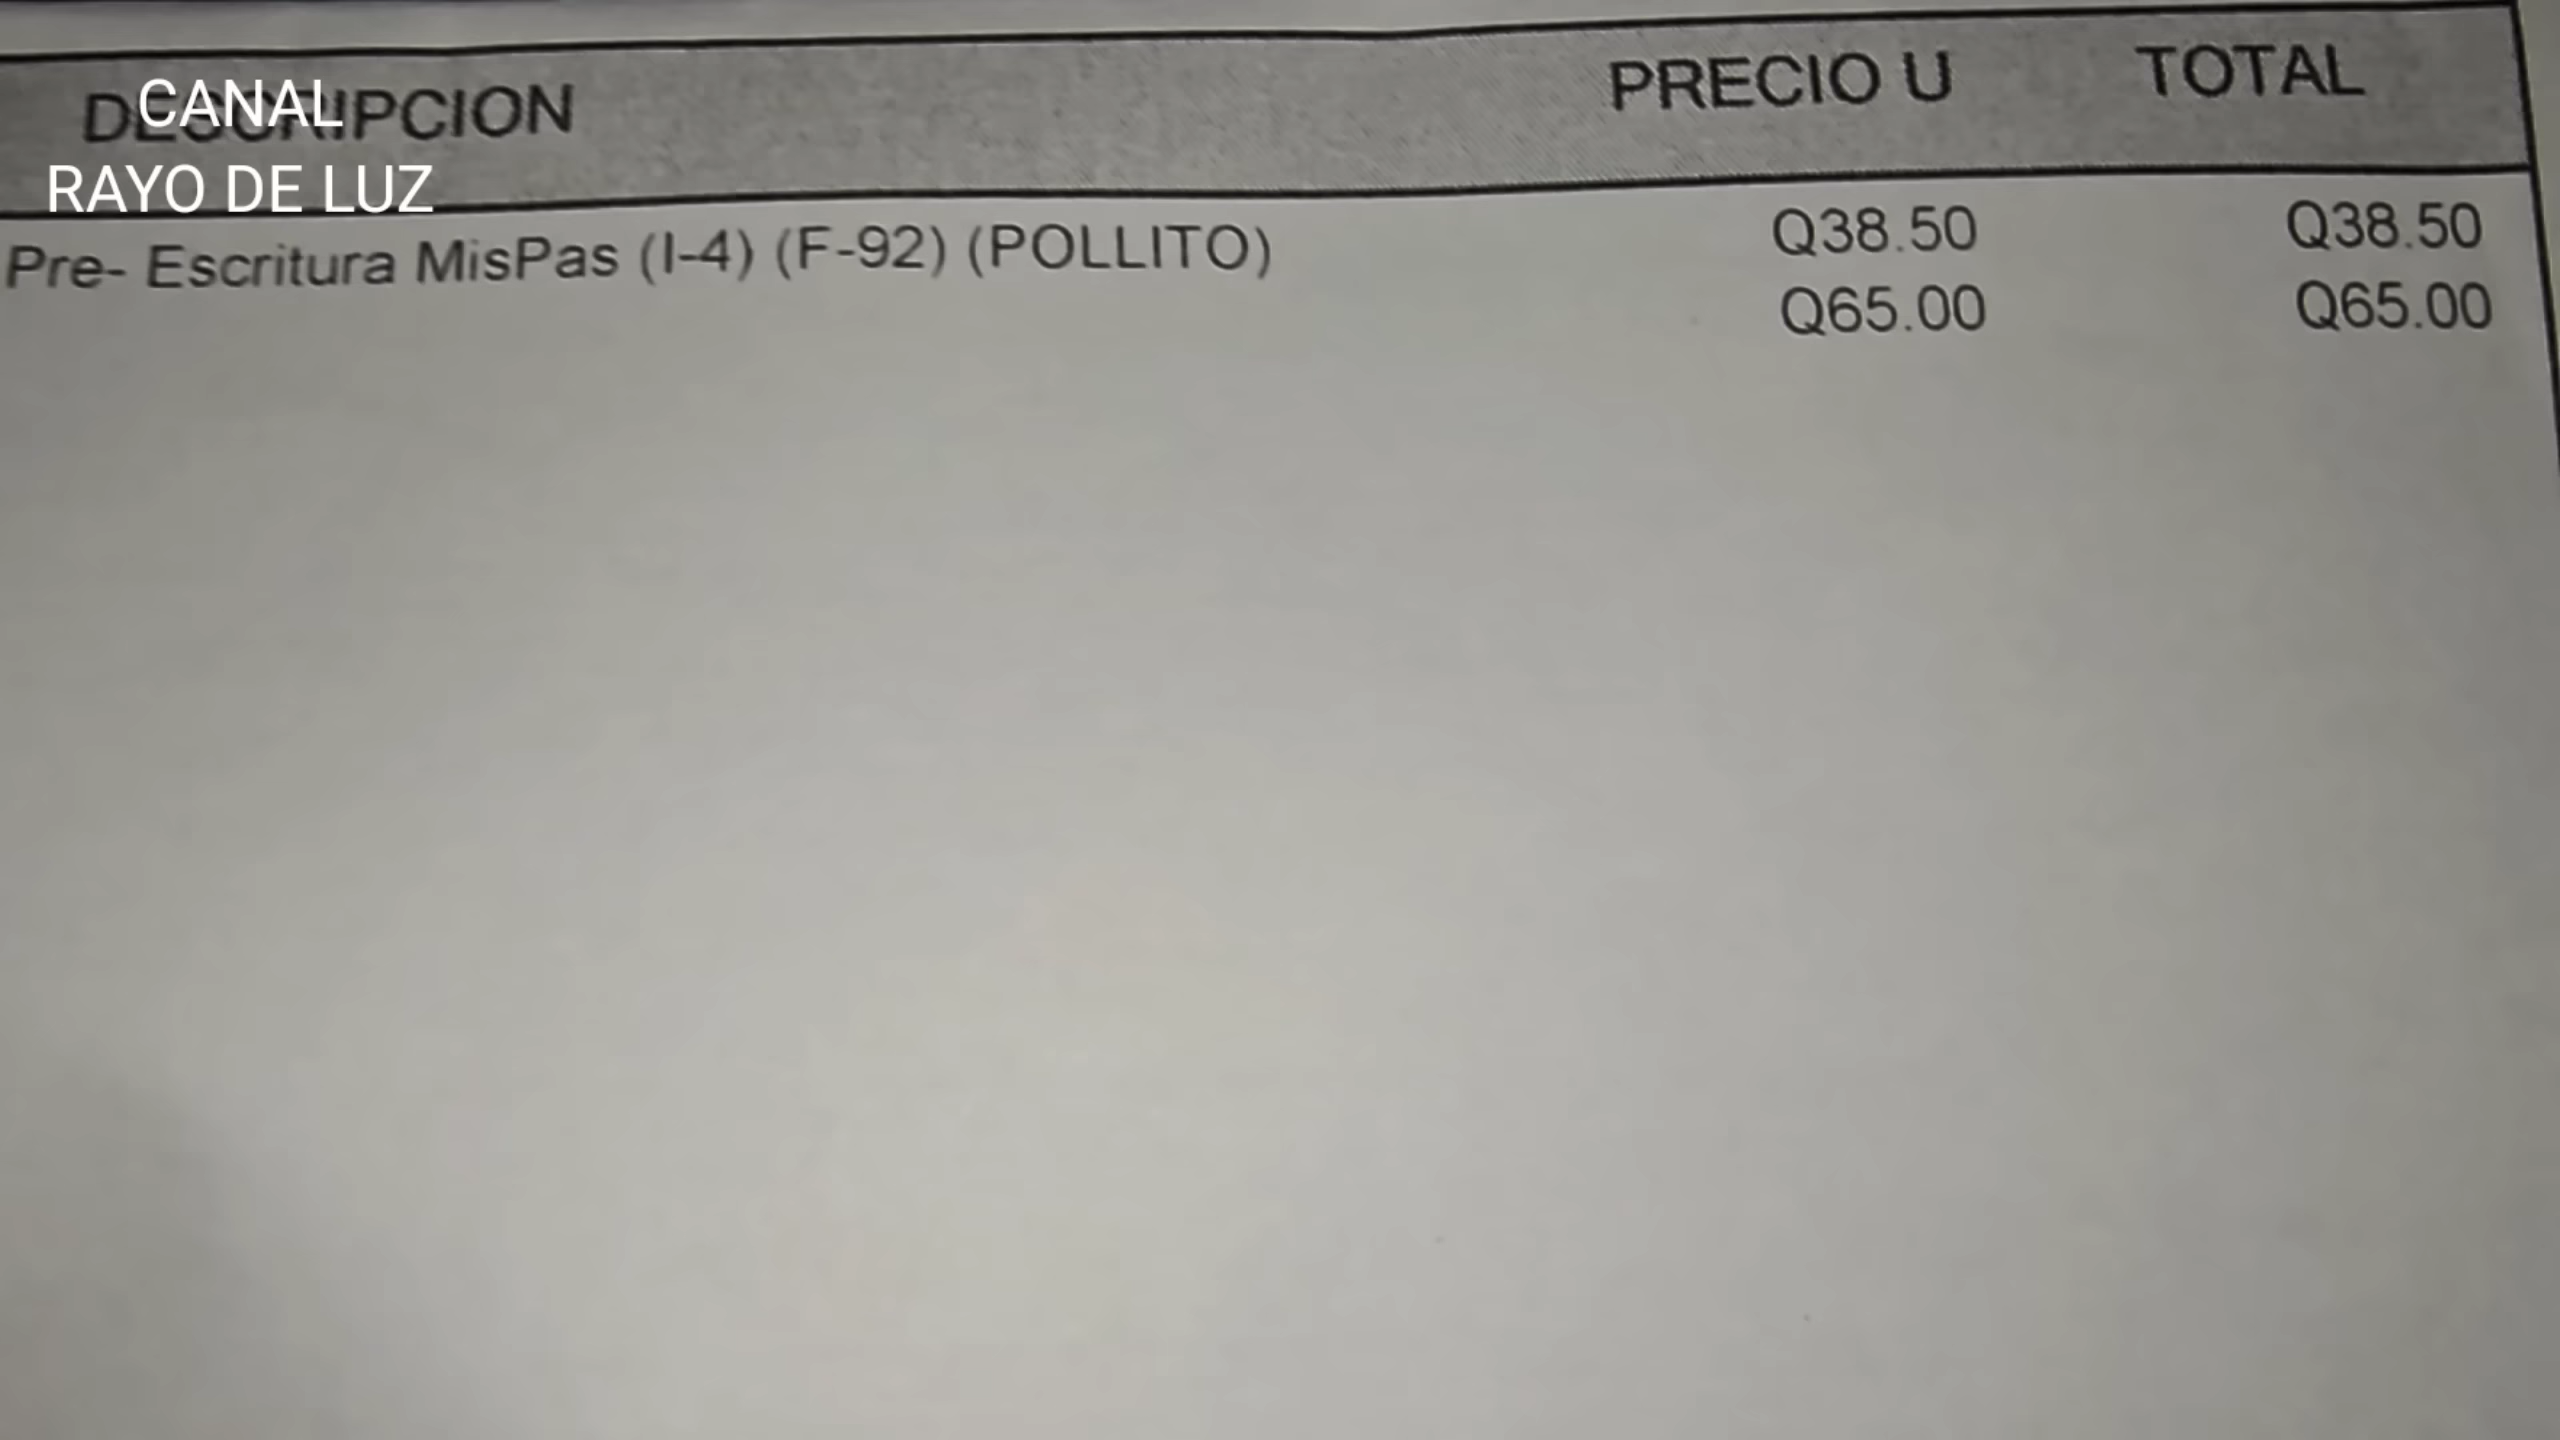 CANAL
RAYO DE LUZ
DESCRIPCION PRECIO U TOTAL
Pre- Escritura MisPas (I-4) (F-92) (POLLITO) Q38.50 Q38.50
Q65.00 Q65.00